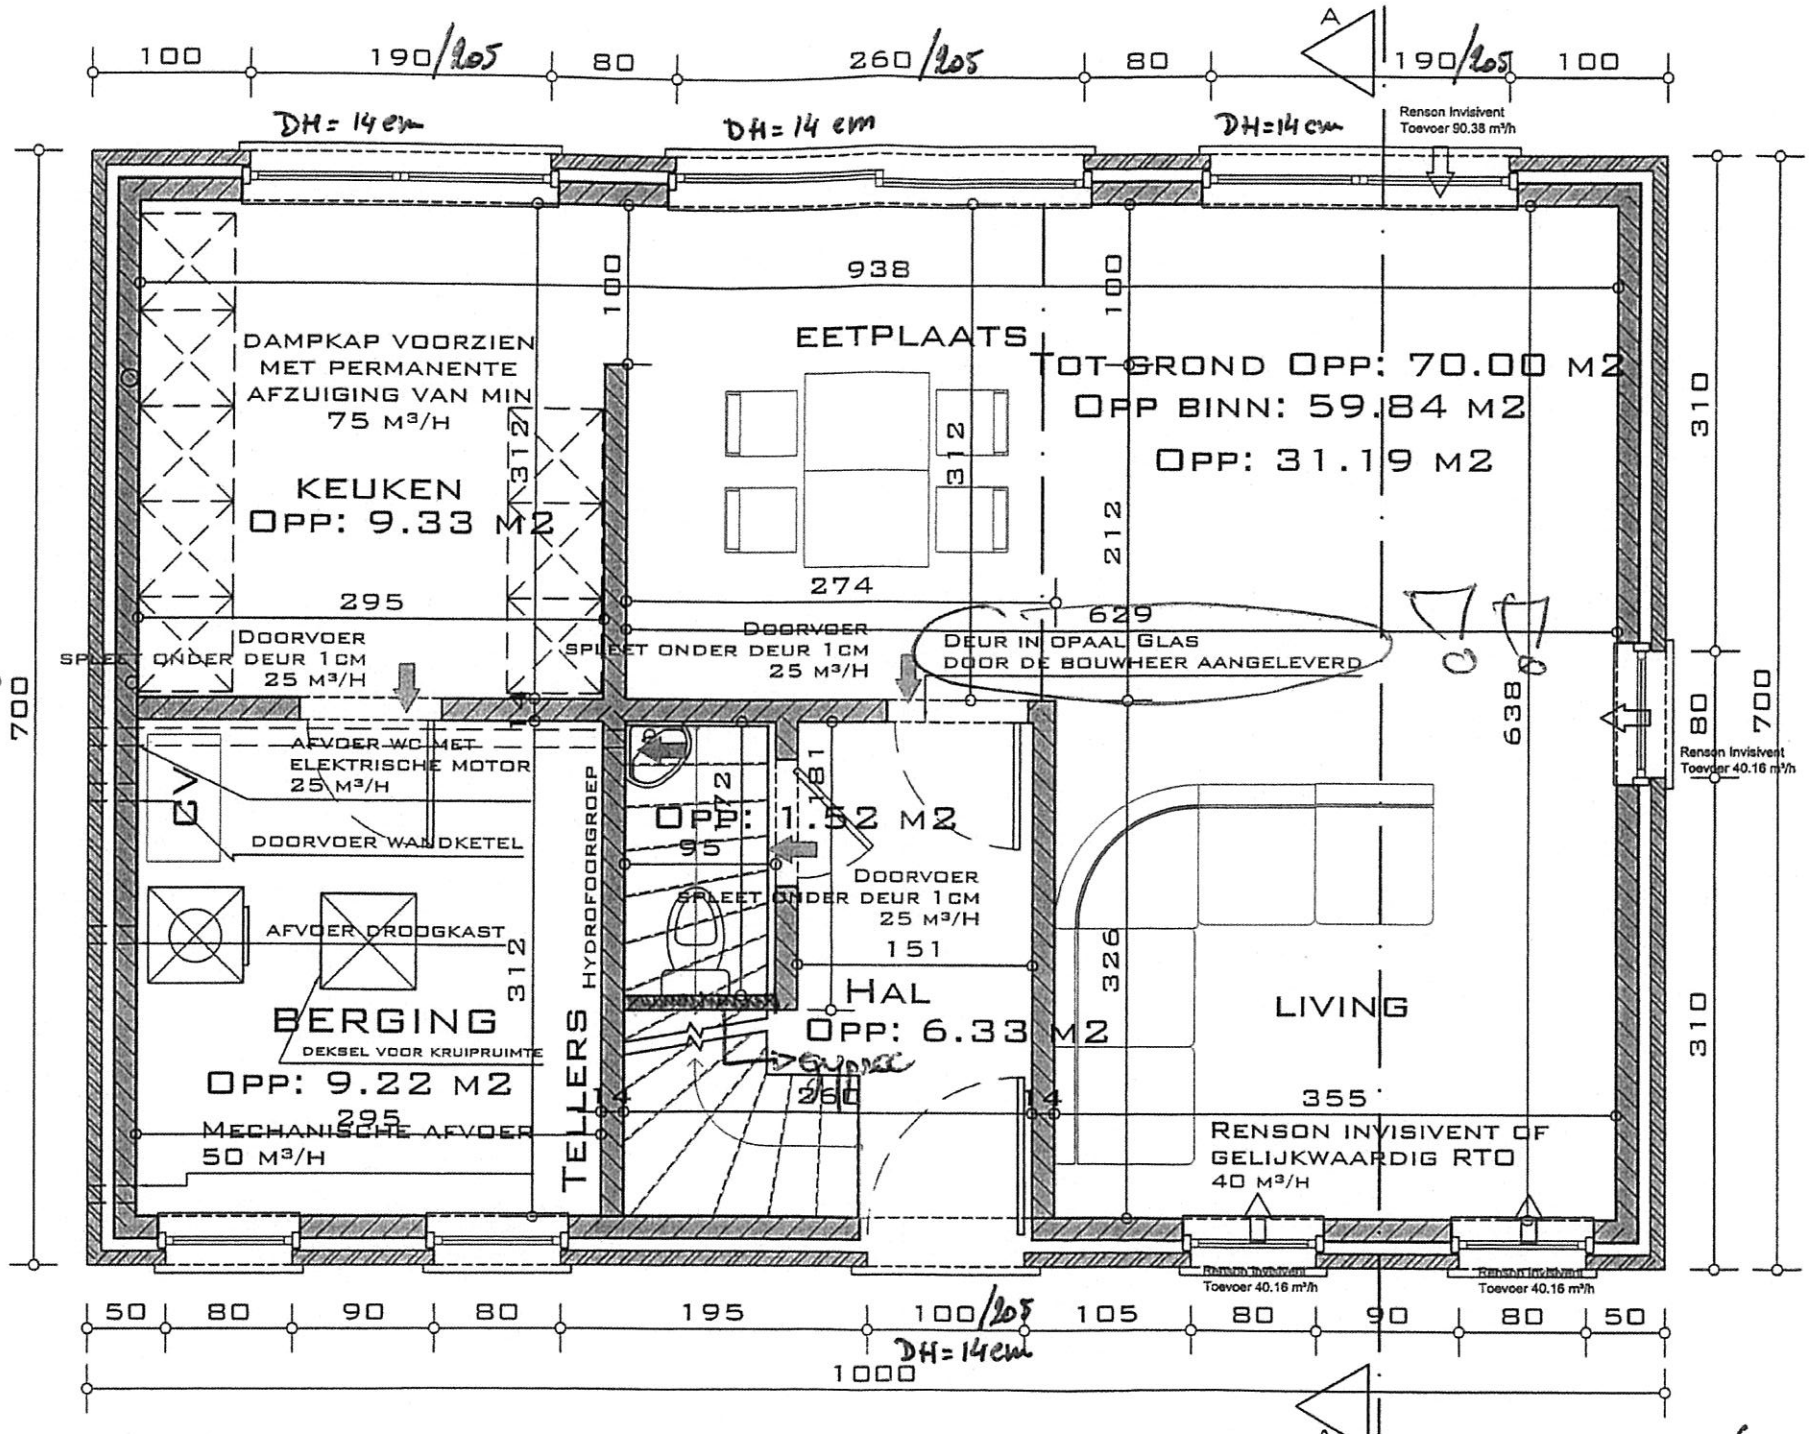 A
100
190/205
80
260/205
80
190/205
100
Renson Invisivent
Toevoer 90.38 m³/h
DH= 14 cm
DH= 14 cm
DH=14 cm
938
100
100
EETPLAATS
DAMPKAP VOORZIEN
MET PERMANENTE
AFZUIGING VAN MIN
75 M³/H
TOT GROND OPP: 70.00 M2
OPP BINN: 59.84 M2
OPP: 31.19 M2
310
312
312
KEUKEN
OPP: 9.33 M2
212
295
274
629
DOORVOER
SPLEET ONDER DEUR 1CM
25 M³/H
DOORVOER
SPLEET ONDER DEUR 1CM
25 M³/H
DEUR IN OPAAL GLAS
DOOR DE BOUWHEER AANGELEVERD
700
14
638
80
700
Renson Invisivent
Toevoer 40.16 m³/h
AFVOER WC MET
ELEKTRISCHE MOTOR
25 M³/H
CV
HYDROFOORGROEP
172
181
OPP: 1.52 M2
95
DOORVOER WANDKETEL
DOORVOER
SPLEET ONDER DEUR 1CM
25 M³/H
AFVOER DROOGKAST
312
151
326
HAL
OPP: 6.33 M2
LIVING
310
BERGING
DEKSEL VOOR KRUIPRUIMTE
OPP: 9.22 M2
TELLERS
14
260
14
355
295
MECHANISCHE AFVOER
50 M³/H
RENSON INVISIVENT OF
GELIJKWAARDIG RTO
40 M³/H
Renson Invisivent
Toevoer 40.16 m³/h
Renson Invisivent
Toevoer 40.16 m³/h
50
80
90
80
195
100/205
105
80
90
80
50
DH=14cm
1000